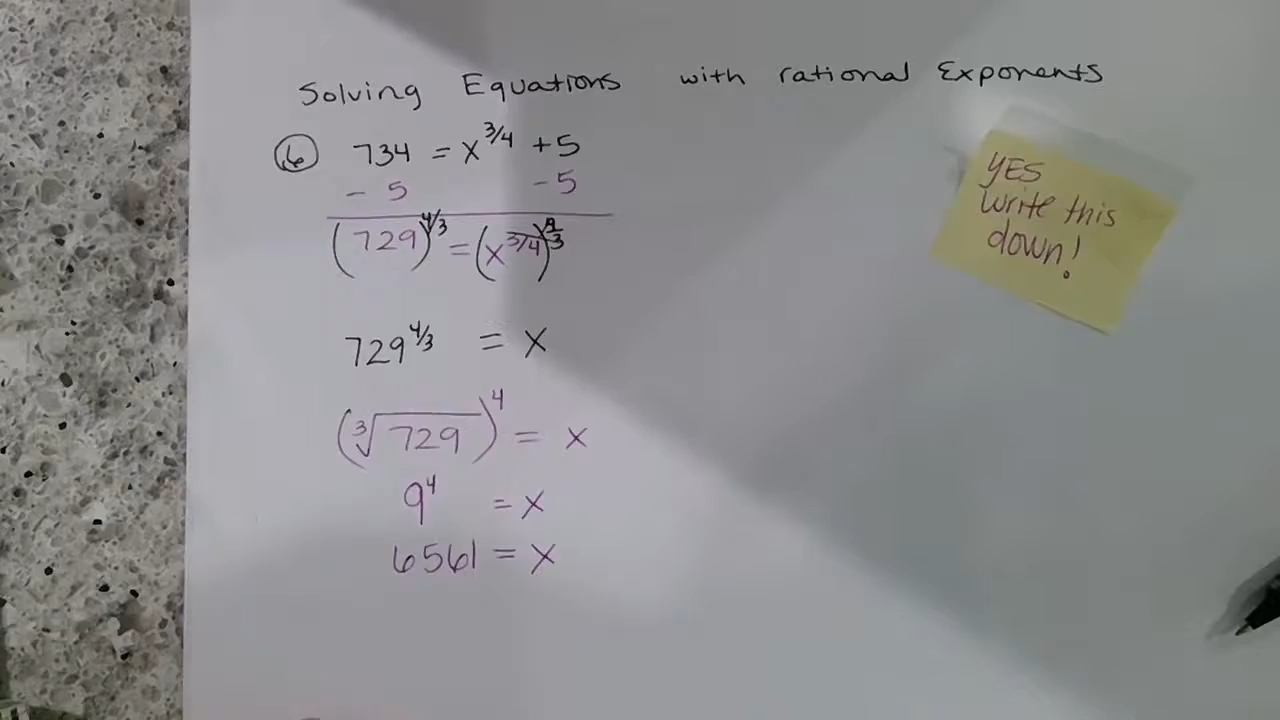 Solving Equations with rational Exponents
6 734 = x^3/4 + 5
- 5 - 5
(729)^4/3 = (x^3/4)^4/3
729^4/3 = x
(∛729)^4 = x
9^4 = x
6561 = x
YES
write this
down!